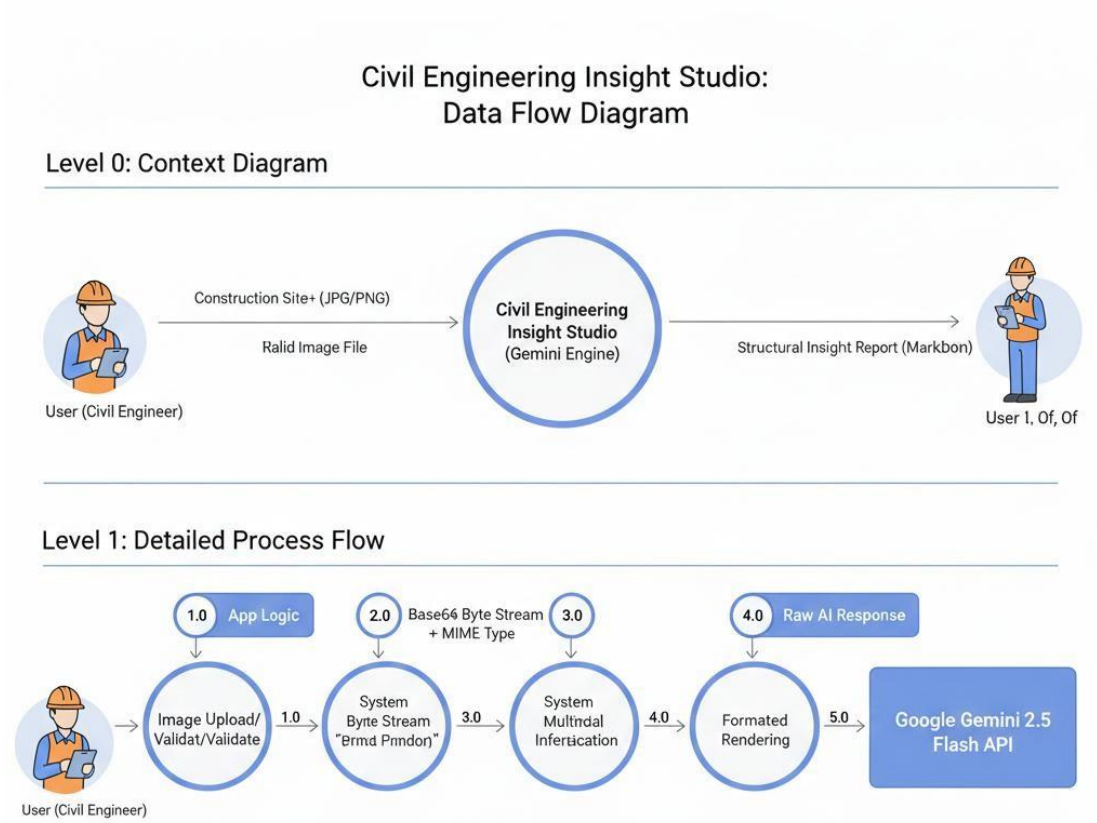 Civil Engineering Insight Studio:
Data Flow Diagram
Level 0: Context Diagram
Construction Site+ (JPG/PNG)
Ralid Image File
User (Civil Engineer)
Civil Engineering
Insight Studio
(Gemini Engine)
Structural Insight Report (Markbon)
User 1, Of, Of
Level 1: Detailed Process Flow
1.0 App Logic
2.0
Base64 Byte Stream
+ MIME Type
3.0
4.0 Raw AI Response
User (Civil Engineer)
Image Upload/
Validat/Validate
1.0
System
Byte Stream
3.0
System
4.0
Formated
Rendering
5.0
Google Gemini 2.5
Flash API